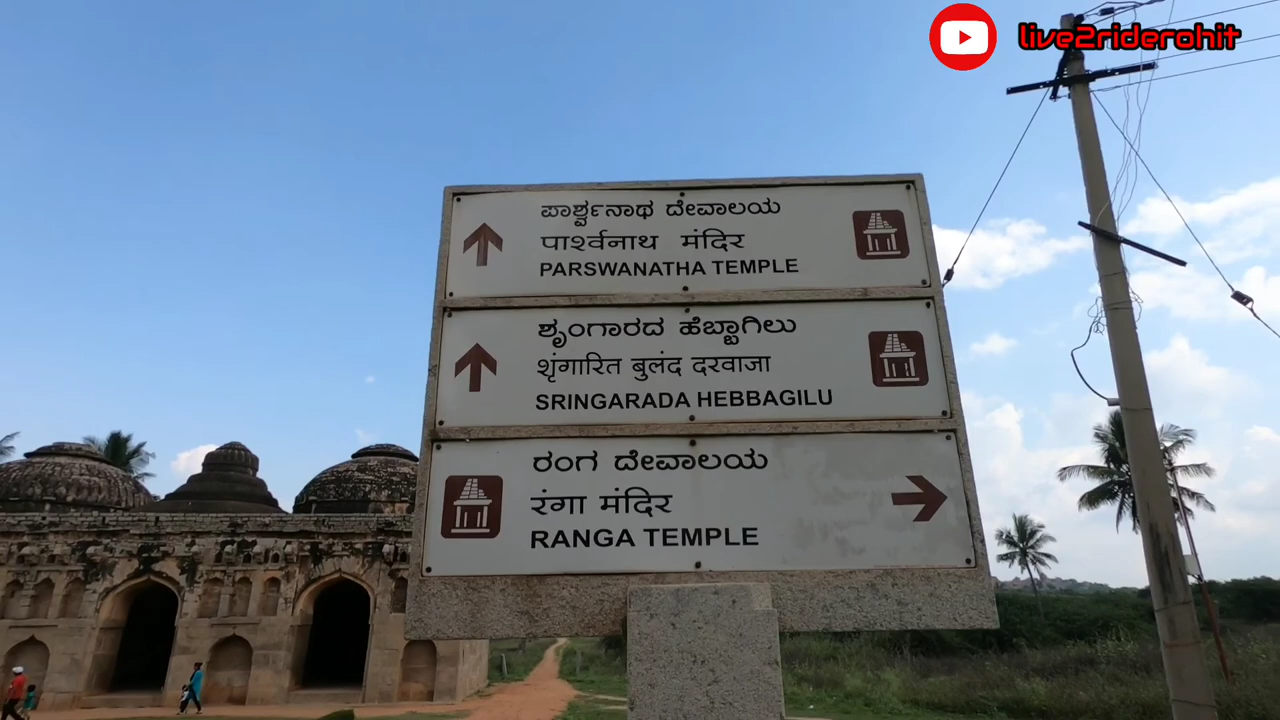 live2riderohit
ಪಾರ್ಶ್ವನಾಥ ದೇವಾಲಯ
पार्श्वनाथ मंदिर
PARSWANATHA TEMPLE
ಶೃಂಗಾರದ ಹೆಬ್ಬಾಗಿಲು
शृंगारित बुलंद दरवाजा
SRINGARADA HEBBAGILU
ರಂಗ ದೇವಾಲಯ
रंगा मंदिर
RANGA TEMPLE